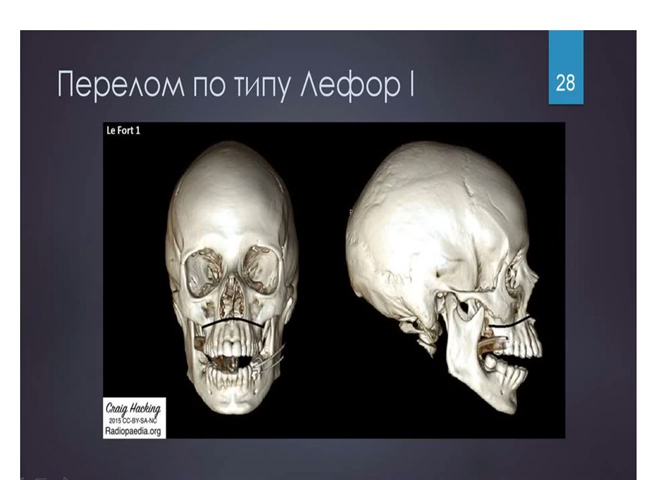 Перелом по типу Лефор I
28
Le Fort 1
Craig Hacking
2015 CC-BY-SA-NC
Radiopaedia.org